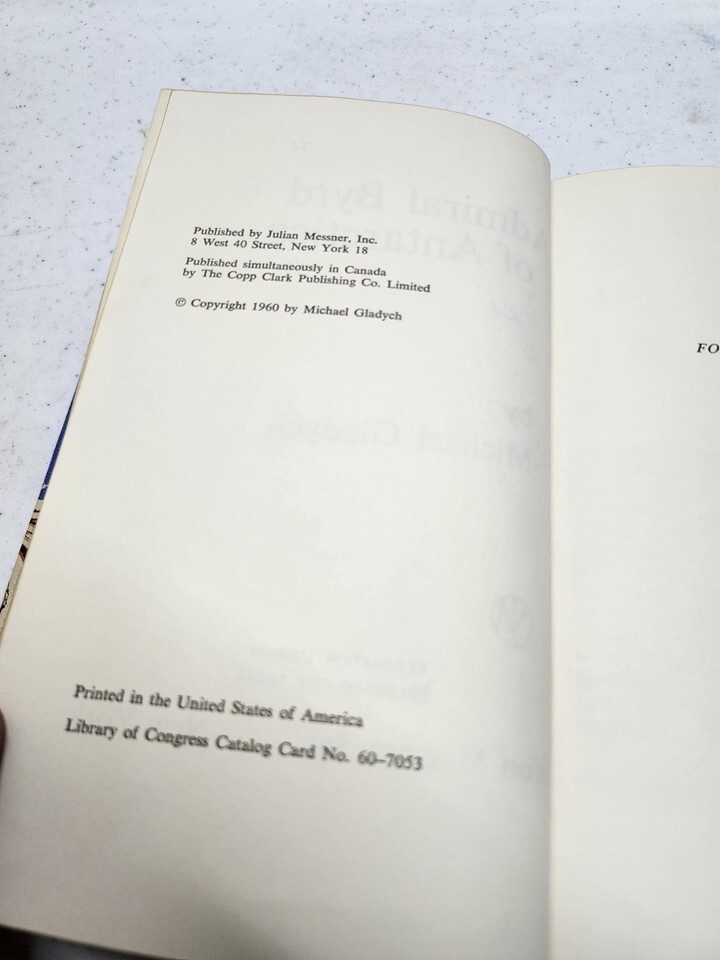 Published by Julian Messner, Inc.
8 West 40 Street, New York 18
Published simultaneously in Canada
by The Copp Clark Publishing Co. Limited
© Copyright 1960 by Michael Gladych
Printed in the United States of America
Library of Congress Catalog Card No. 60–7053
FO